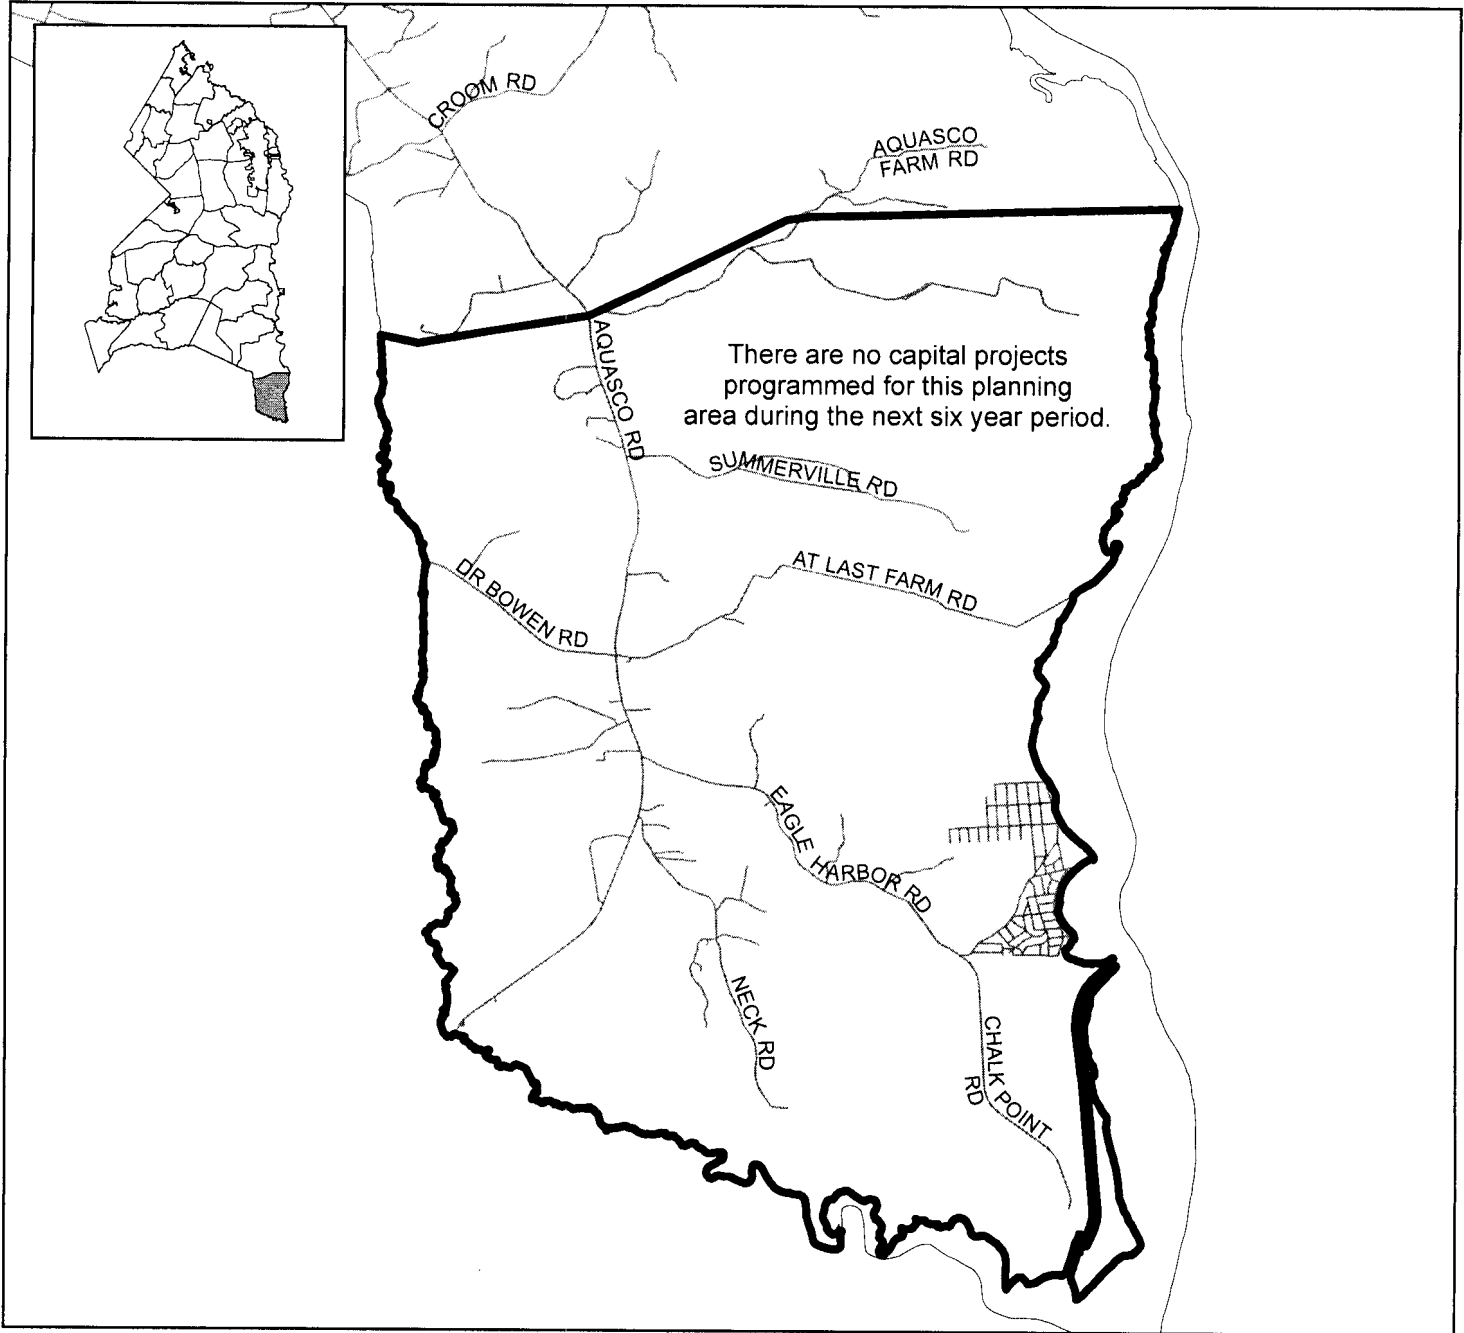 CROOM RD
AQUASCO
FARM RD
AQUASCO RD
There are no capital projects
programmed for this planning
area during the next six year period.
SUMMERVILLE RD
AT LAST FARM RD
DR BOWEN RD
EAGLE HARBOR RD
NECK RD
CHALK POINT
RD